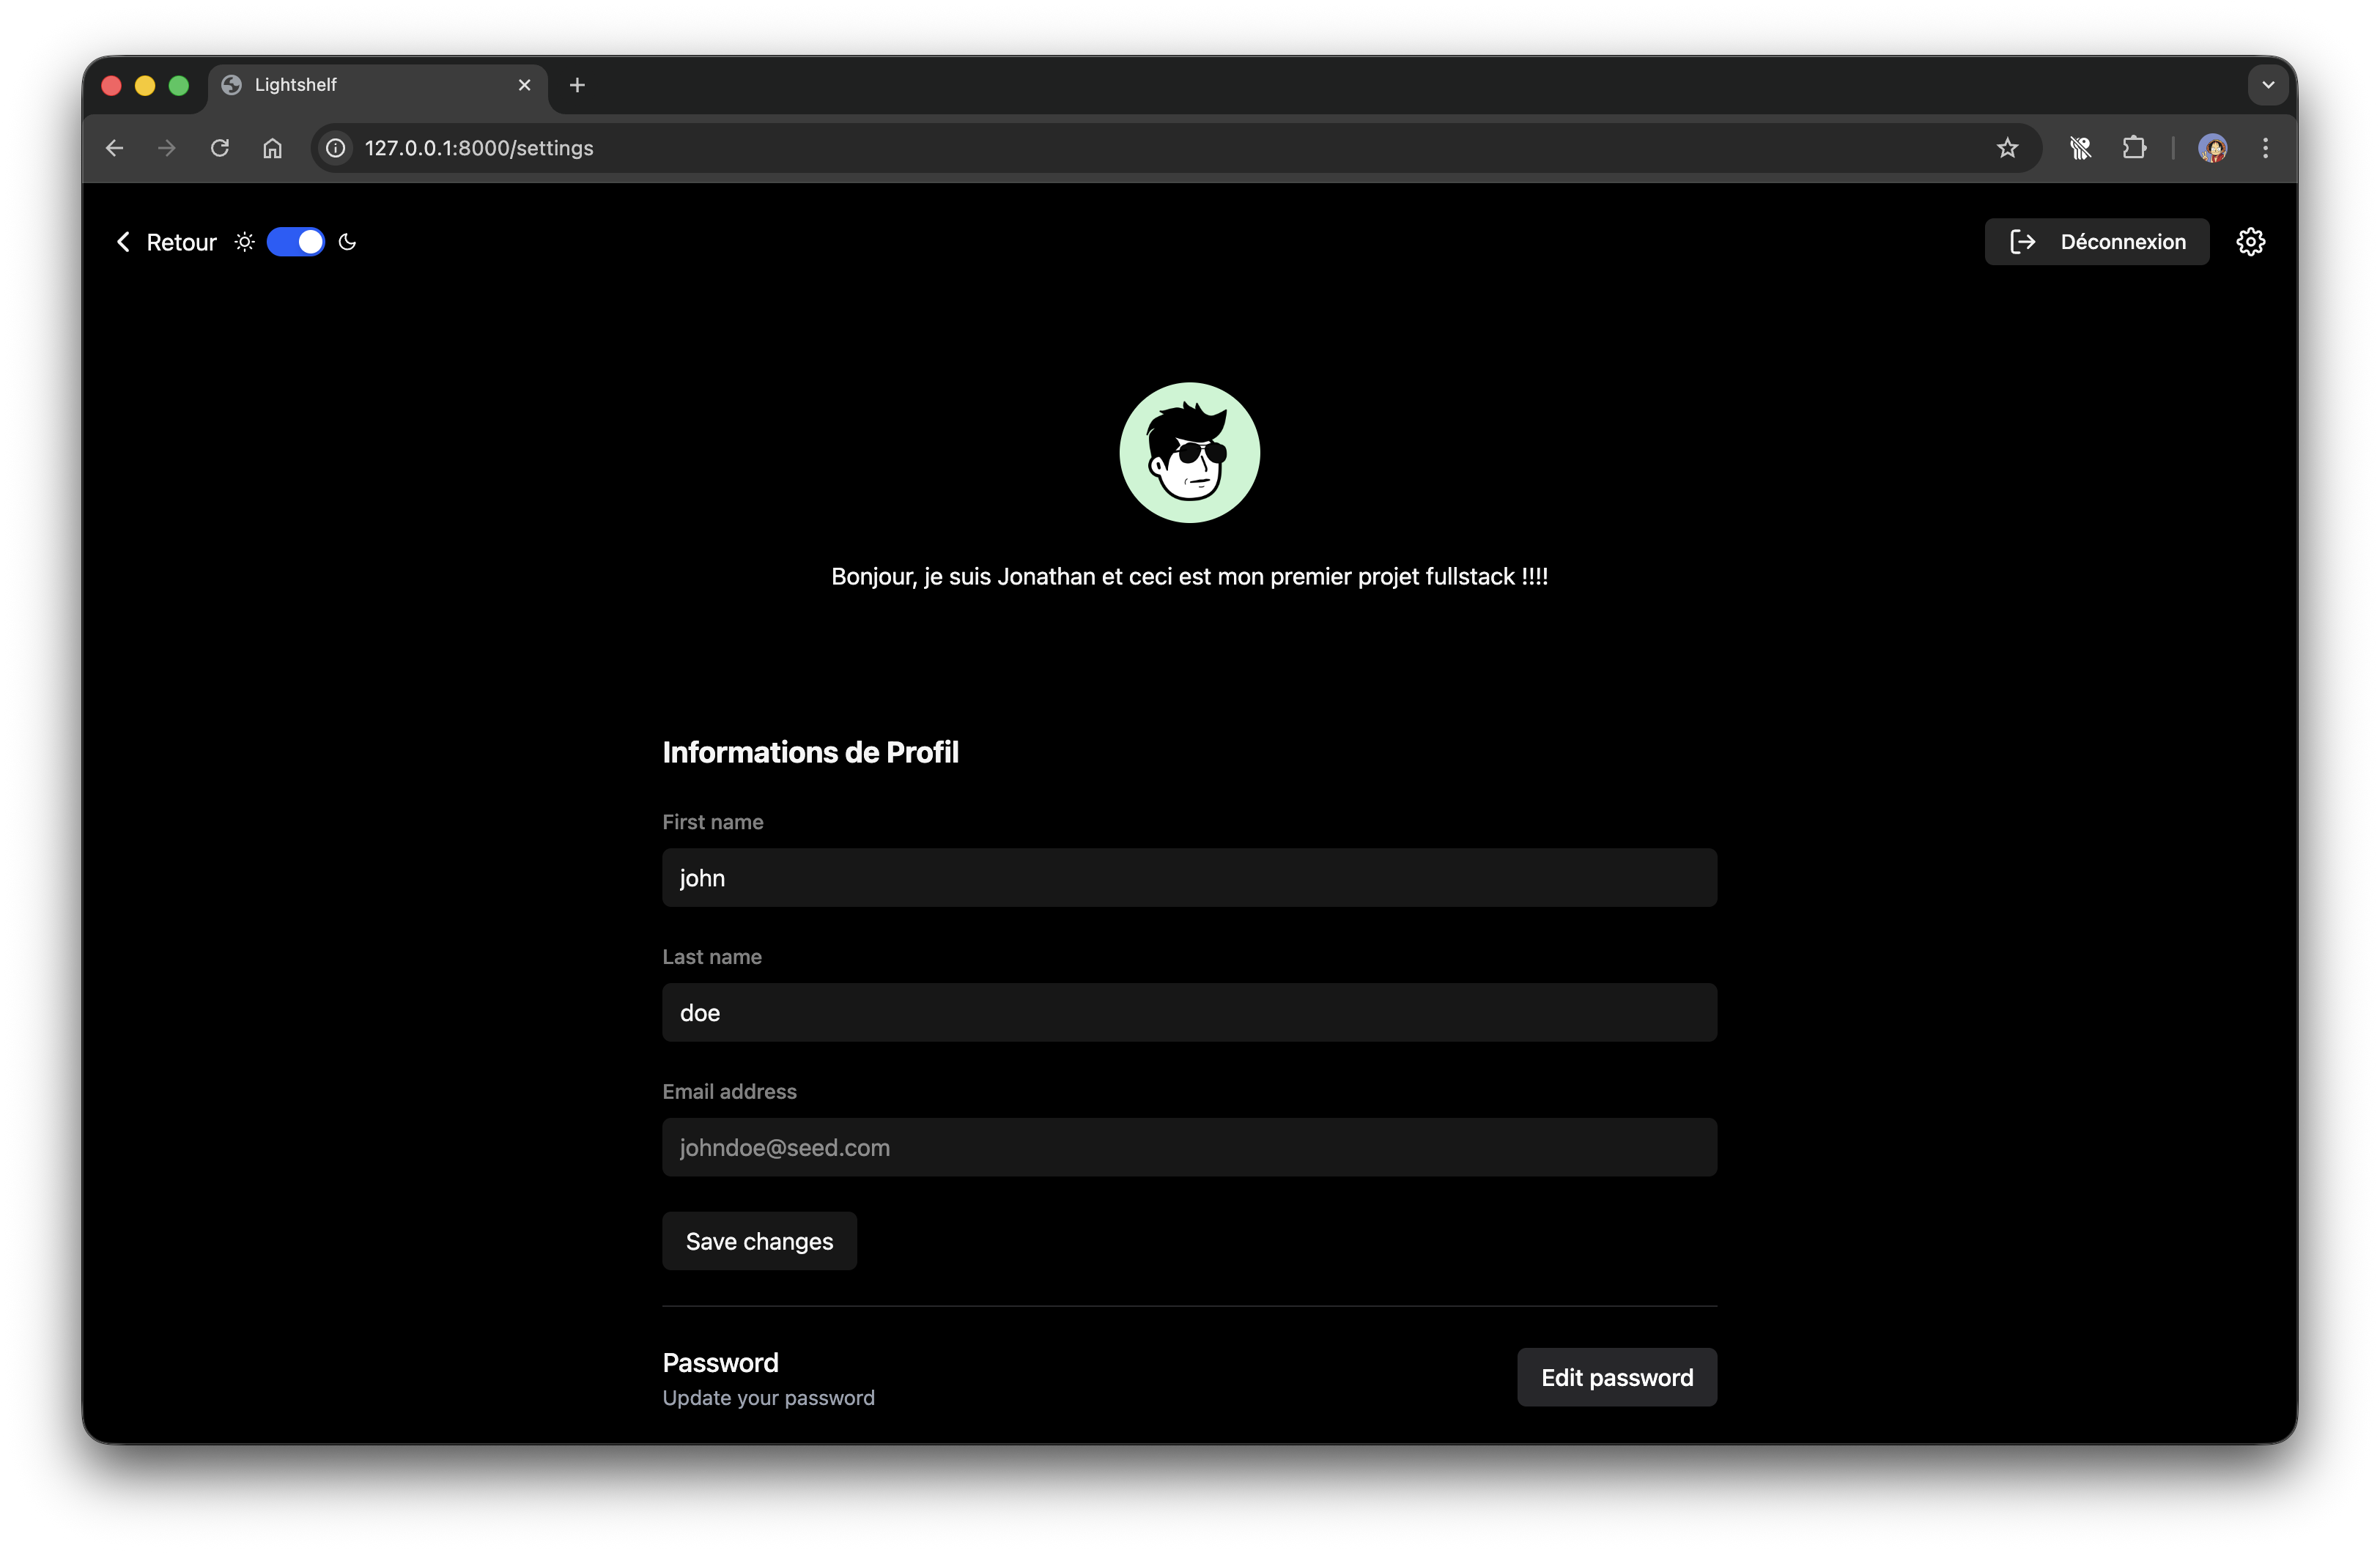 Lightshelf
127.0.0.1:8000/settings
Retour
Déconnexion
Bonjour, je suis Jonathan et ceci est mon premier projet fullstack !!!!
Informations de Profil
First name
john
Last name
doe
Email address
johndoe@seed.com
Save changes
Password
Edit password
Update your password